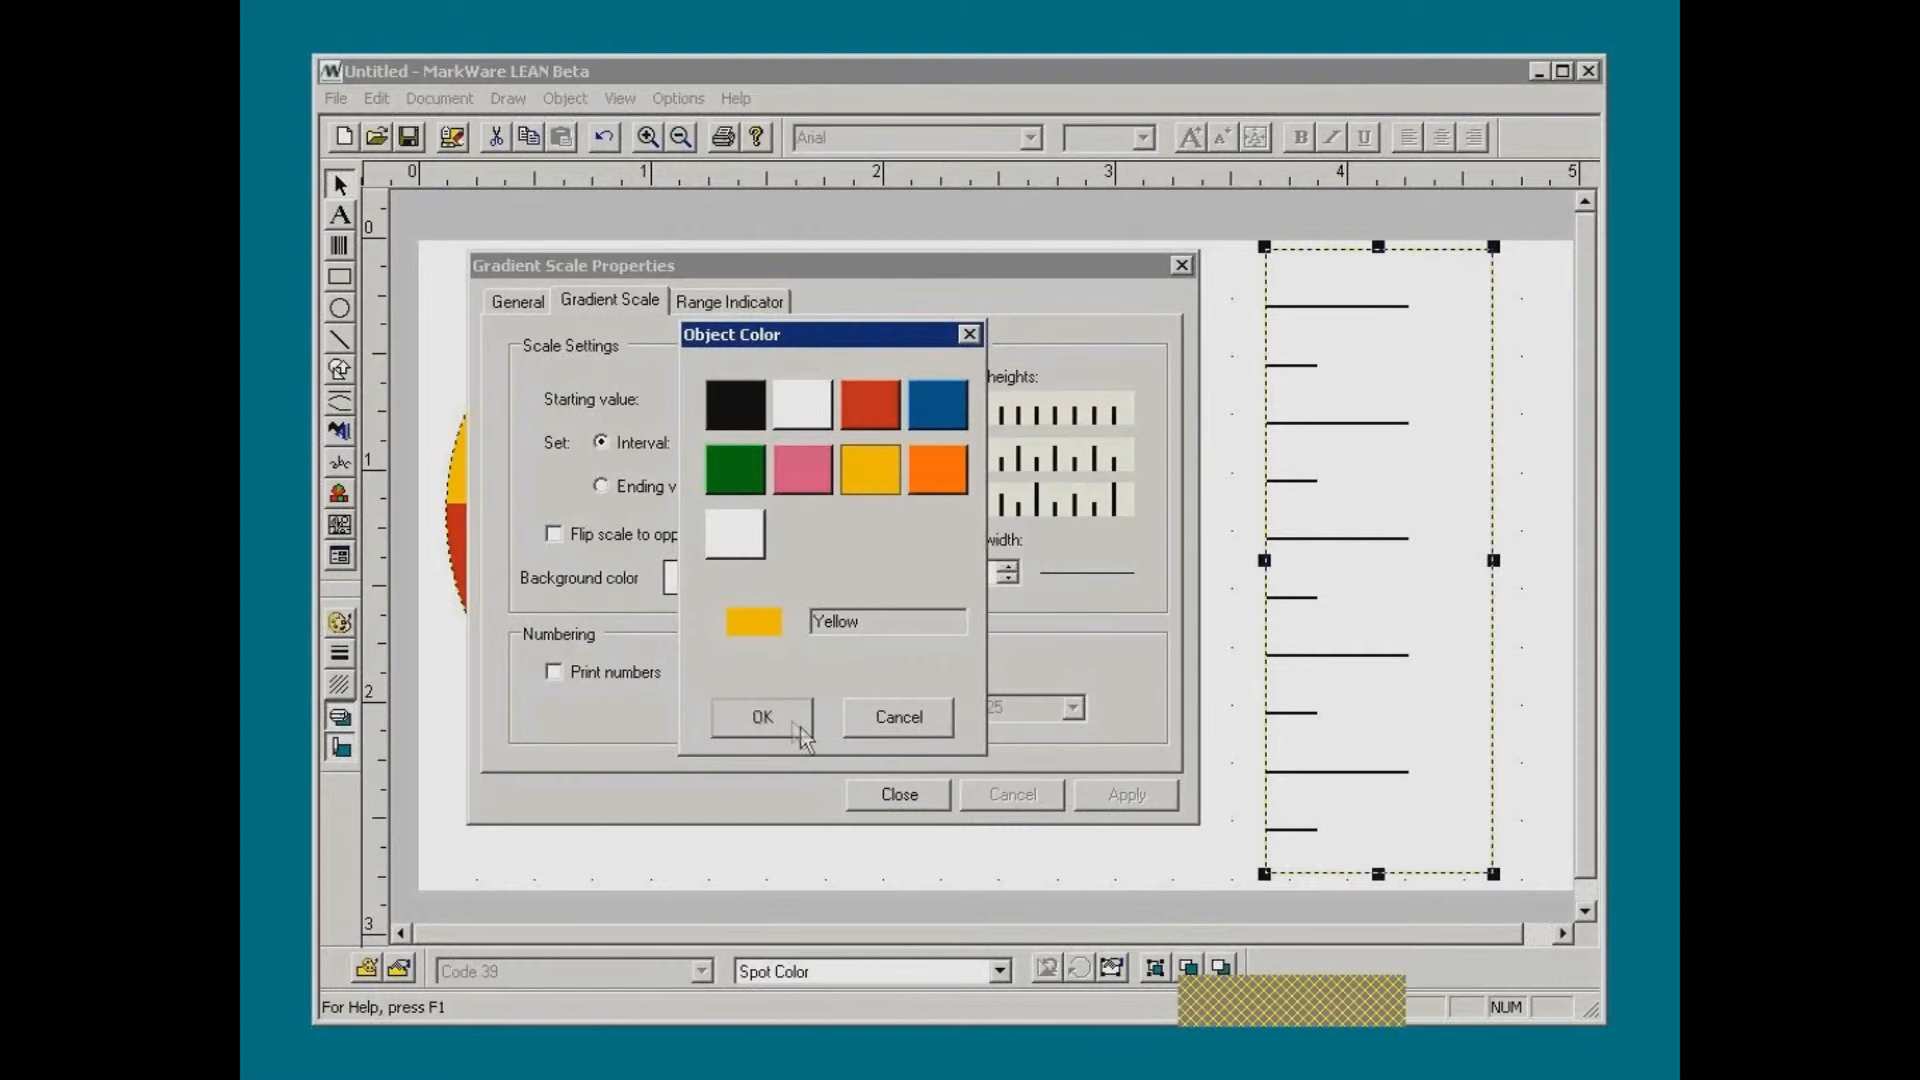 Untitled - MarkWare LEAN Beta
File Edit Document Draw Object View Options Help
Arial
B I U
0 1 2 3 4 5
0
1
2
3
Gradient Scale Properties
General Gradient Scale Range Indicator
Scale Settings
Starting value:
Set: Interval:
Ending v
Flip scale to opp
Background color
heights:
width:
Numbering
Print numbers
25
Object Color
Yellow
OK Cancel
Close Cancel Apply
Code 39 Spot Color
For Help, press F1 NUM